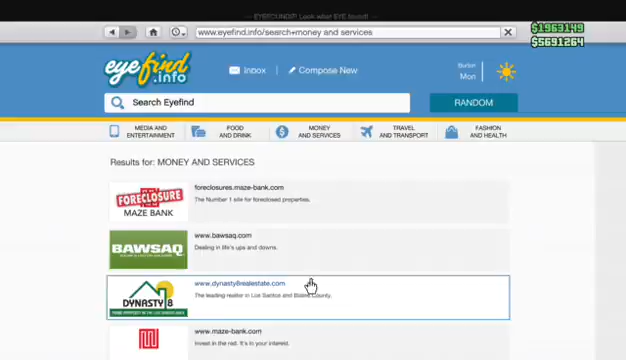 EYEFIND.INFO: Look what EYE found!
www.eyefind.info/search+money and services
$1963149
$5691264
eyefind
.info
Inbox
Compose New
Burton
Mon
Search Eyefind
RANDOM
MEDIA AND
ENTERTAINMENT
FOOD
AND DRINK
MONEY
AND SERVICES
TRAVEL
AND TRANSPORT
FASHION
AND HEALTH
Results for: MONEY AND SERVICES
FORECLOSURE
MAZE BANK
foreclosures.maze-bank.com
The Number 1 site for foreclosed properties.
BAWSAQ
www.bawsaq.com
Dealing in life's ups and downs.
DYNASTY 8
www.dynasty8realestate.com
The leading realtor in Los Santos and Blaine County.
www.maze-bank.com
Invest in the red. It's in your interest.